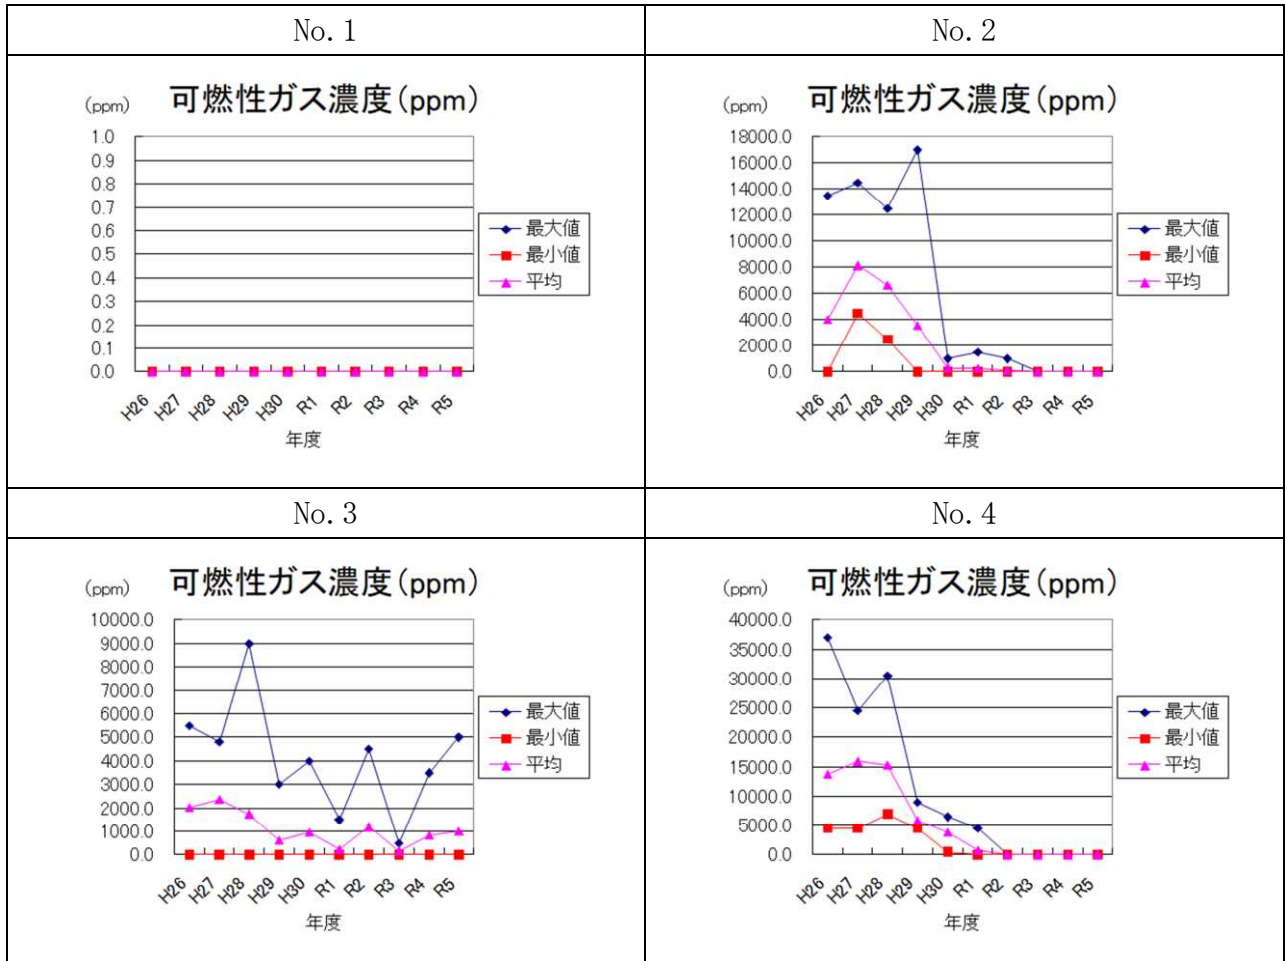 No.1
(ppm) 可燃性ガス濃度(ppm)
1.0
0.9
0.8
0.7
0.6
0.5
0.4
0.3
0.2
0.1
0.0
最大値
最小値
平均
H26 H27 H28 H29 H30 R1 R2 R3 R4 R5
年度
No.2
(ppm) 可燃性ガス濃度(ppm)
18000.0
16000.0
14000.0
12000.0
10000.0
8000.0
6000.0
4000.0
2000.0
0.0
最大値
最小値
平均
H26 H27 H28 H29 H30 R1 R2 R3 R4 R5
年度
No.3
(ppm) 可燃性ガス濃度(ppm)
10000.0
9000.0
8000.0
7000.0
6000.0
5000.0
4000.0
3000.0
2000.0
1000.0
0.0
最大値
最小値
平均
H26 H27 H28 H29 H30 R1 R2 R3 R4 R5
年度
No.4
(ppm) 可燃性ガス濃度(ppm)
40000.0
35000.0
30000.0
25000.0
20000.0
15000.0
10000.0
5000.0
0.0
最大値
最小値
平均
H26 H27 H28 H29 H30 R1 R2 R3 R4 R5
年度